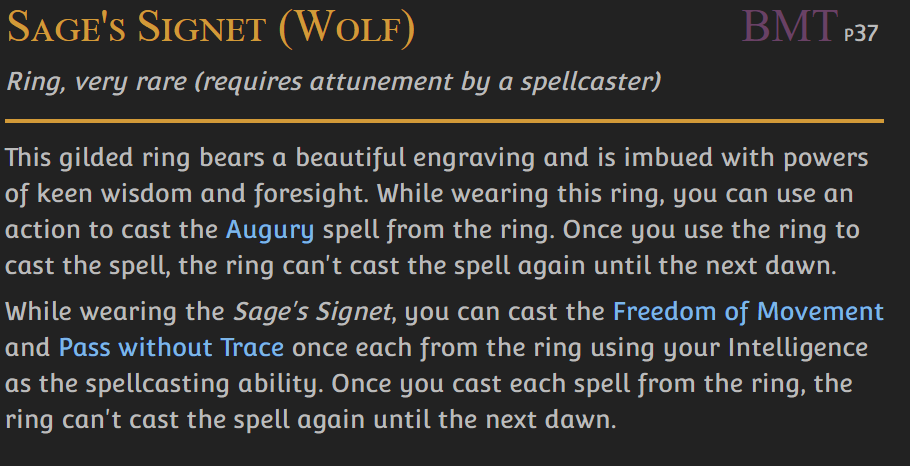 Sage's Signet (Wolf) BMT p37
Ring, very rare (requires attunement by a spellcaster)
This gilded ring bears a beautiful engraving and is imbued with powers
of keen wisdom and foresight. While wearing this ring, you can use an
action to cast the Augury spell from the ring. Once you use the ring to
cast the spell, the ring can't cast the spell again until the next dawn.
While wearing the Sage's Signet, you can cast the Freedom of Movement
and Pass without Trace once each from the ring using your Intelligence
as the spellcasting ability. Once you cast each spell from the ring, the
ring can't cast the spell again until the next dawn.